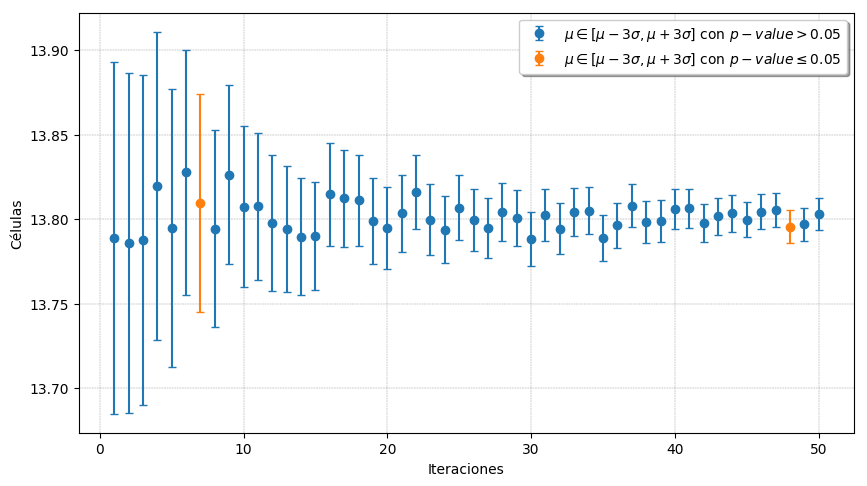 μ ∈ [μ − 3σ, μ + 3σ] con p − value > 0.05
μ ∈ [μ − 3σ, μ + 3σ] con p − value ≤ 0.05
Células
13.90
13.85
13.80
13.75
13.70
0 10 20 30 40 50
Iteraciones